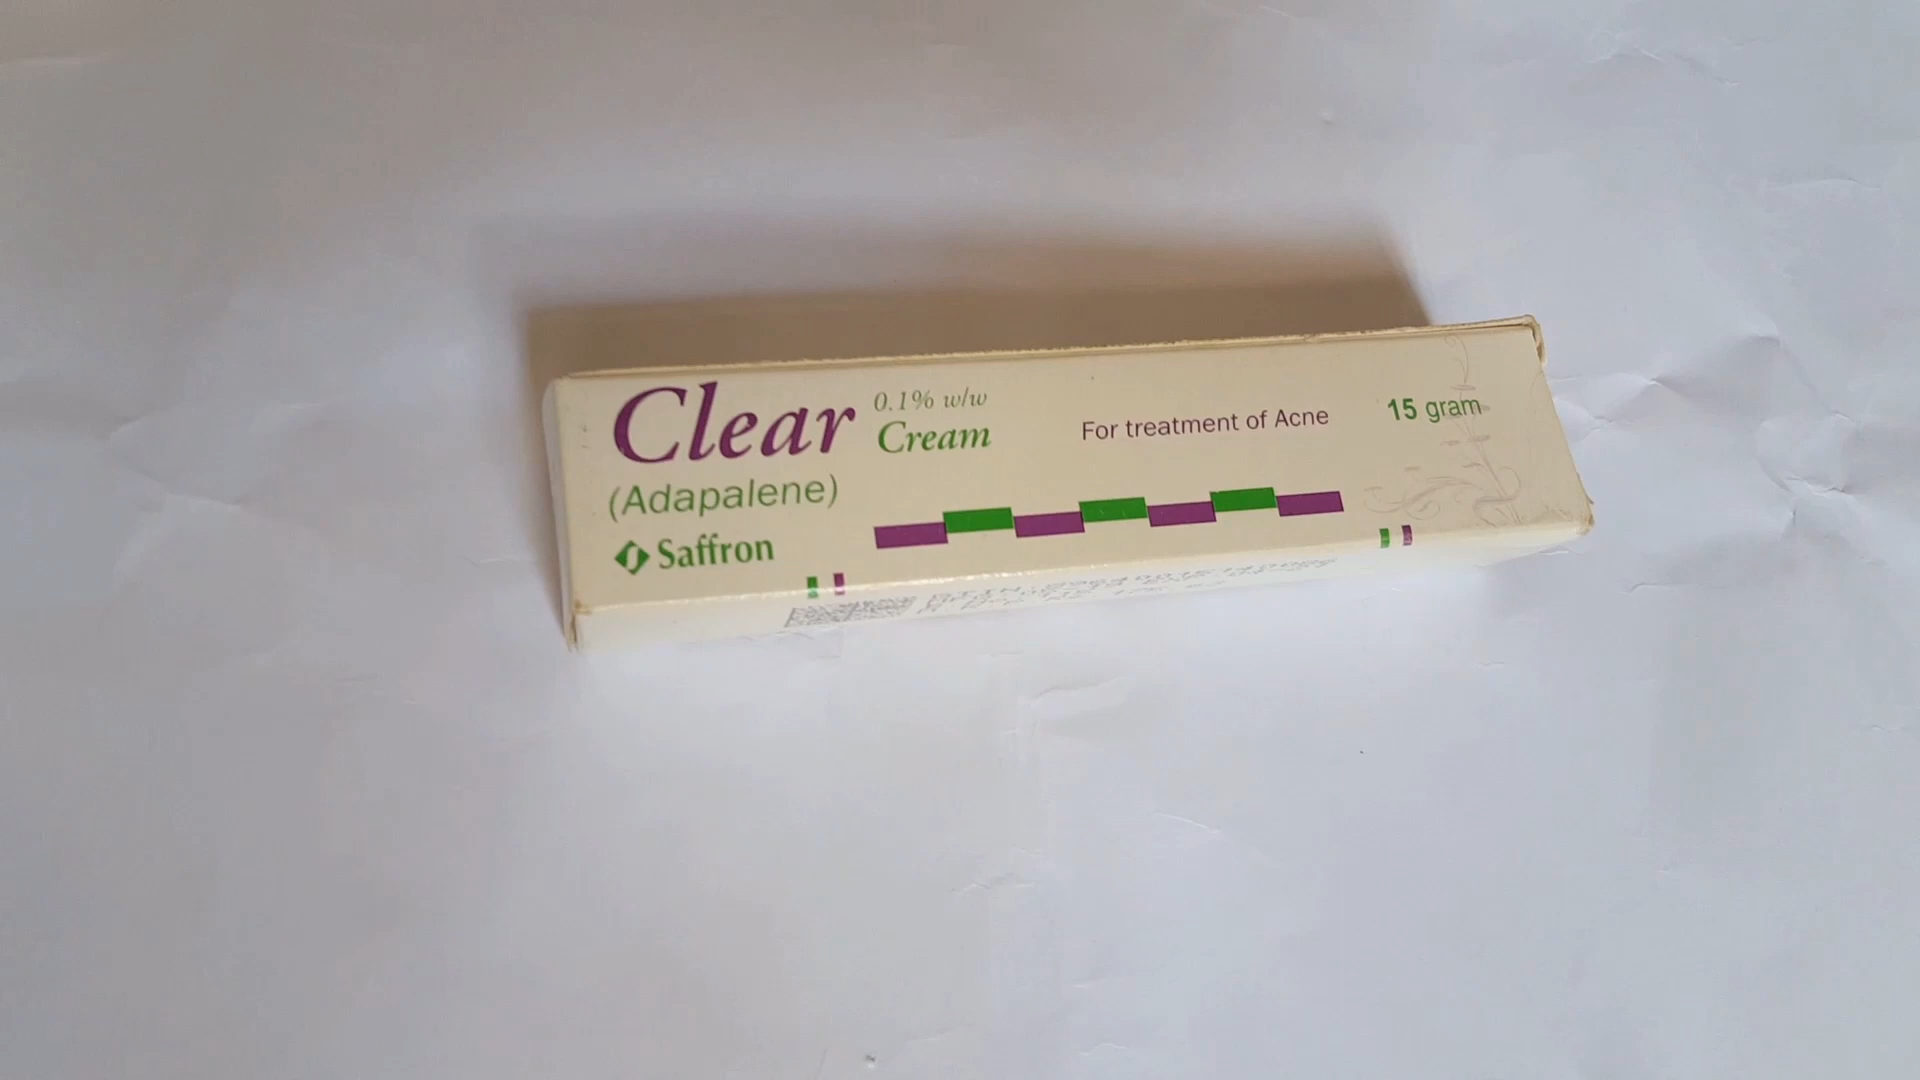 Clear
0.1% w/w
Cream
(Adapalene)
Saffron
For treatment of Acne
15 gram